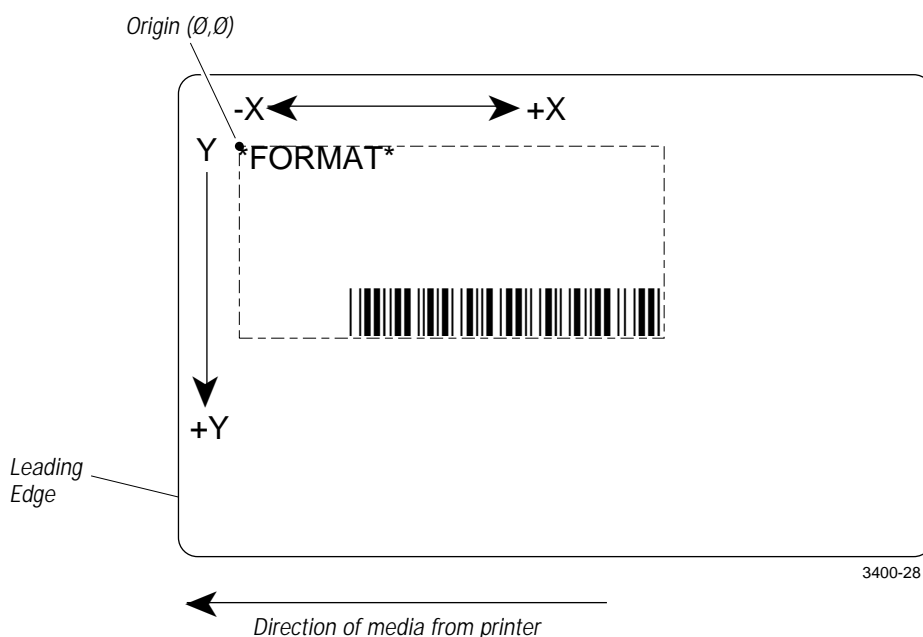 Origin (Ø,Ø)
-X +X
Y
*FORMAT*
+Y
Leading
Edge
3400-28
Direction of media from printer